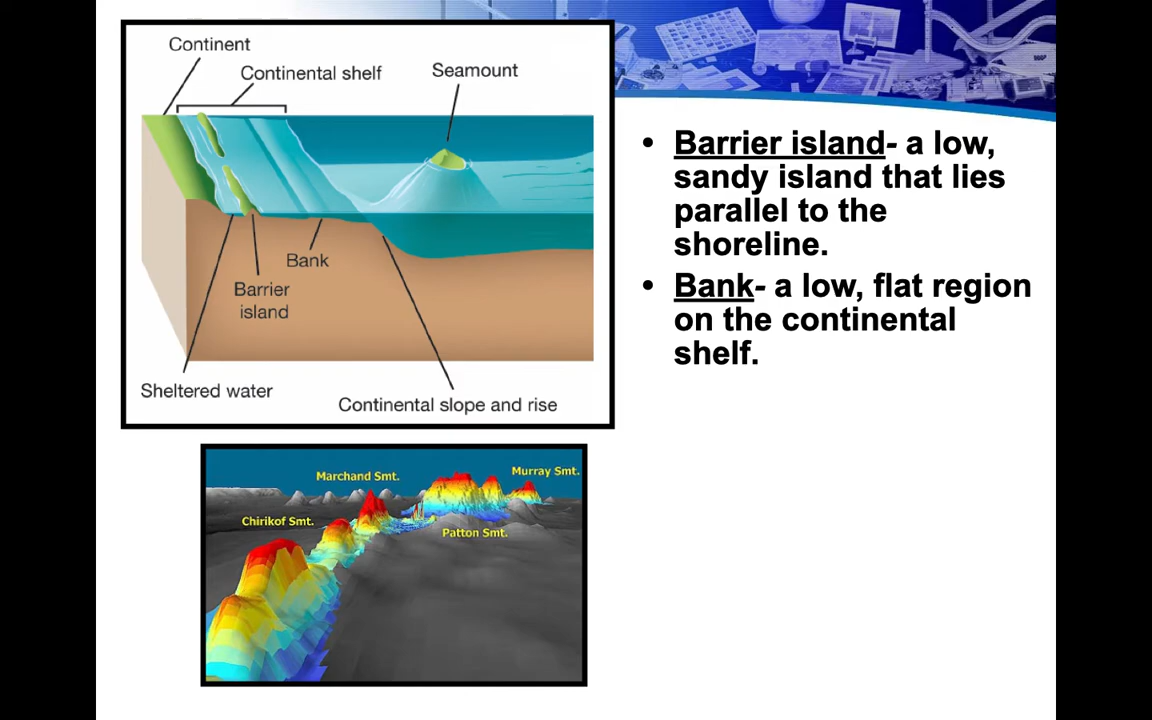 Continent
Continental shelf
Seamount
Bank
Barrier
island
Sheltered water
Continental slope and rise
• Barrier island- a low,
sandy island that lies
parallel to the
shoreline.
• Bank- a low, flat region
on the continental
shelf.
Marchand Smt.
Murray Smt.
Chirikof Smt.
Patton Smt.